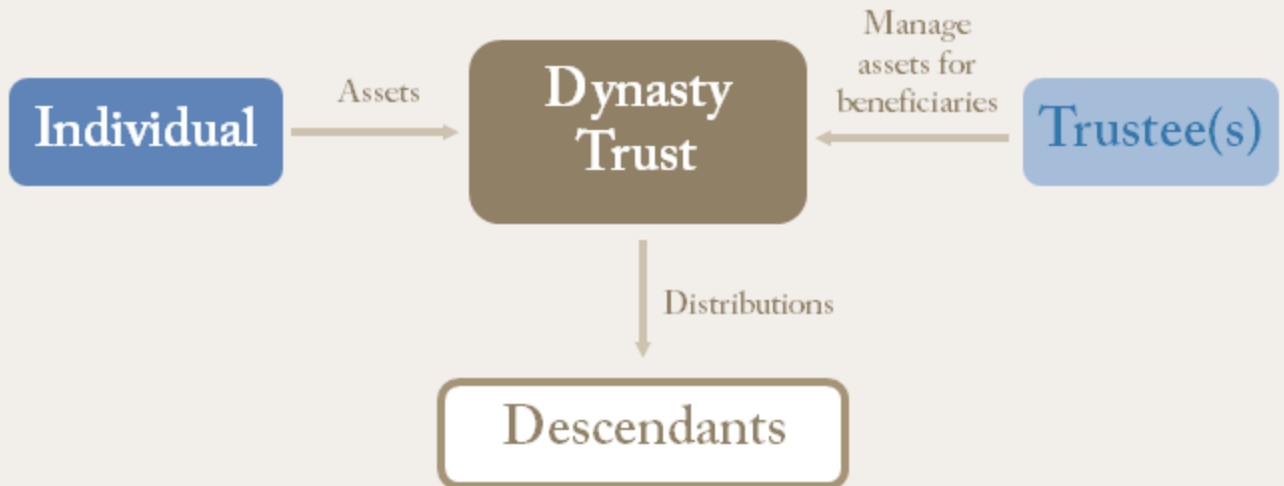 Individual
Assets
Dynasty
Trust
Manage
assets for
beneficiaries
Trustee(s)
Distributions
Descendants